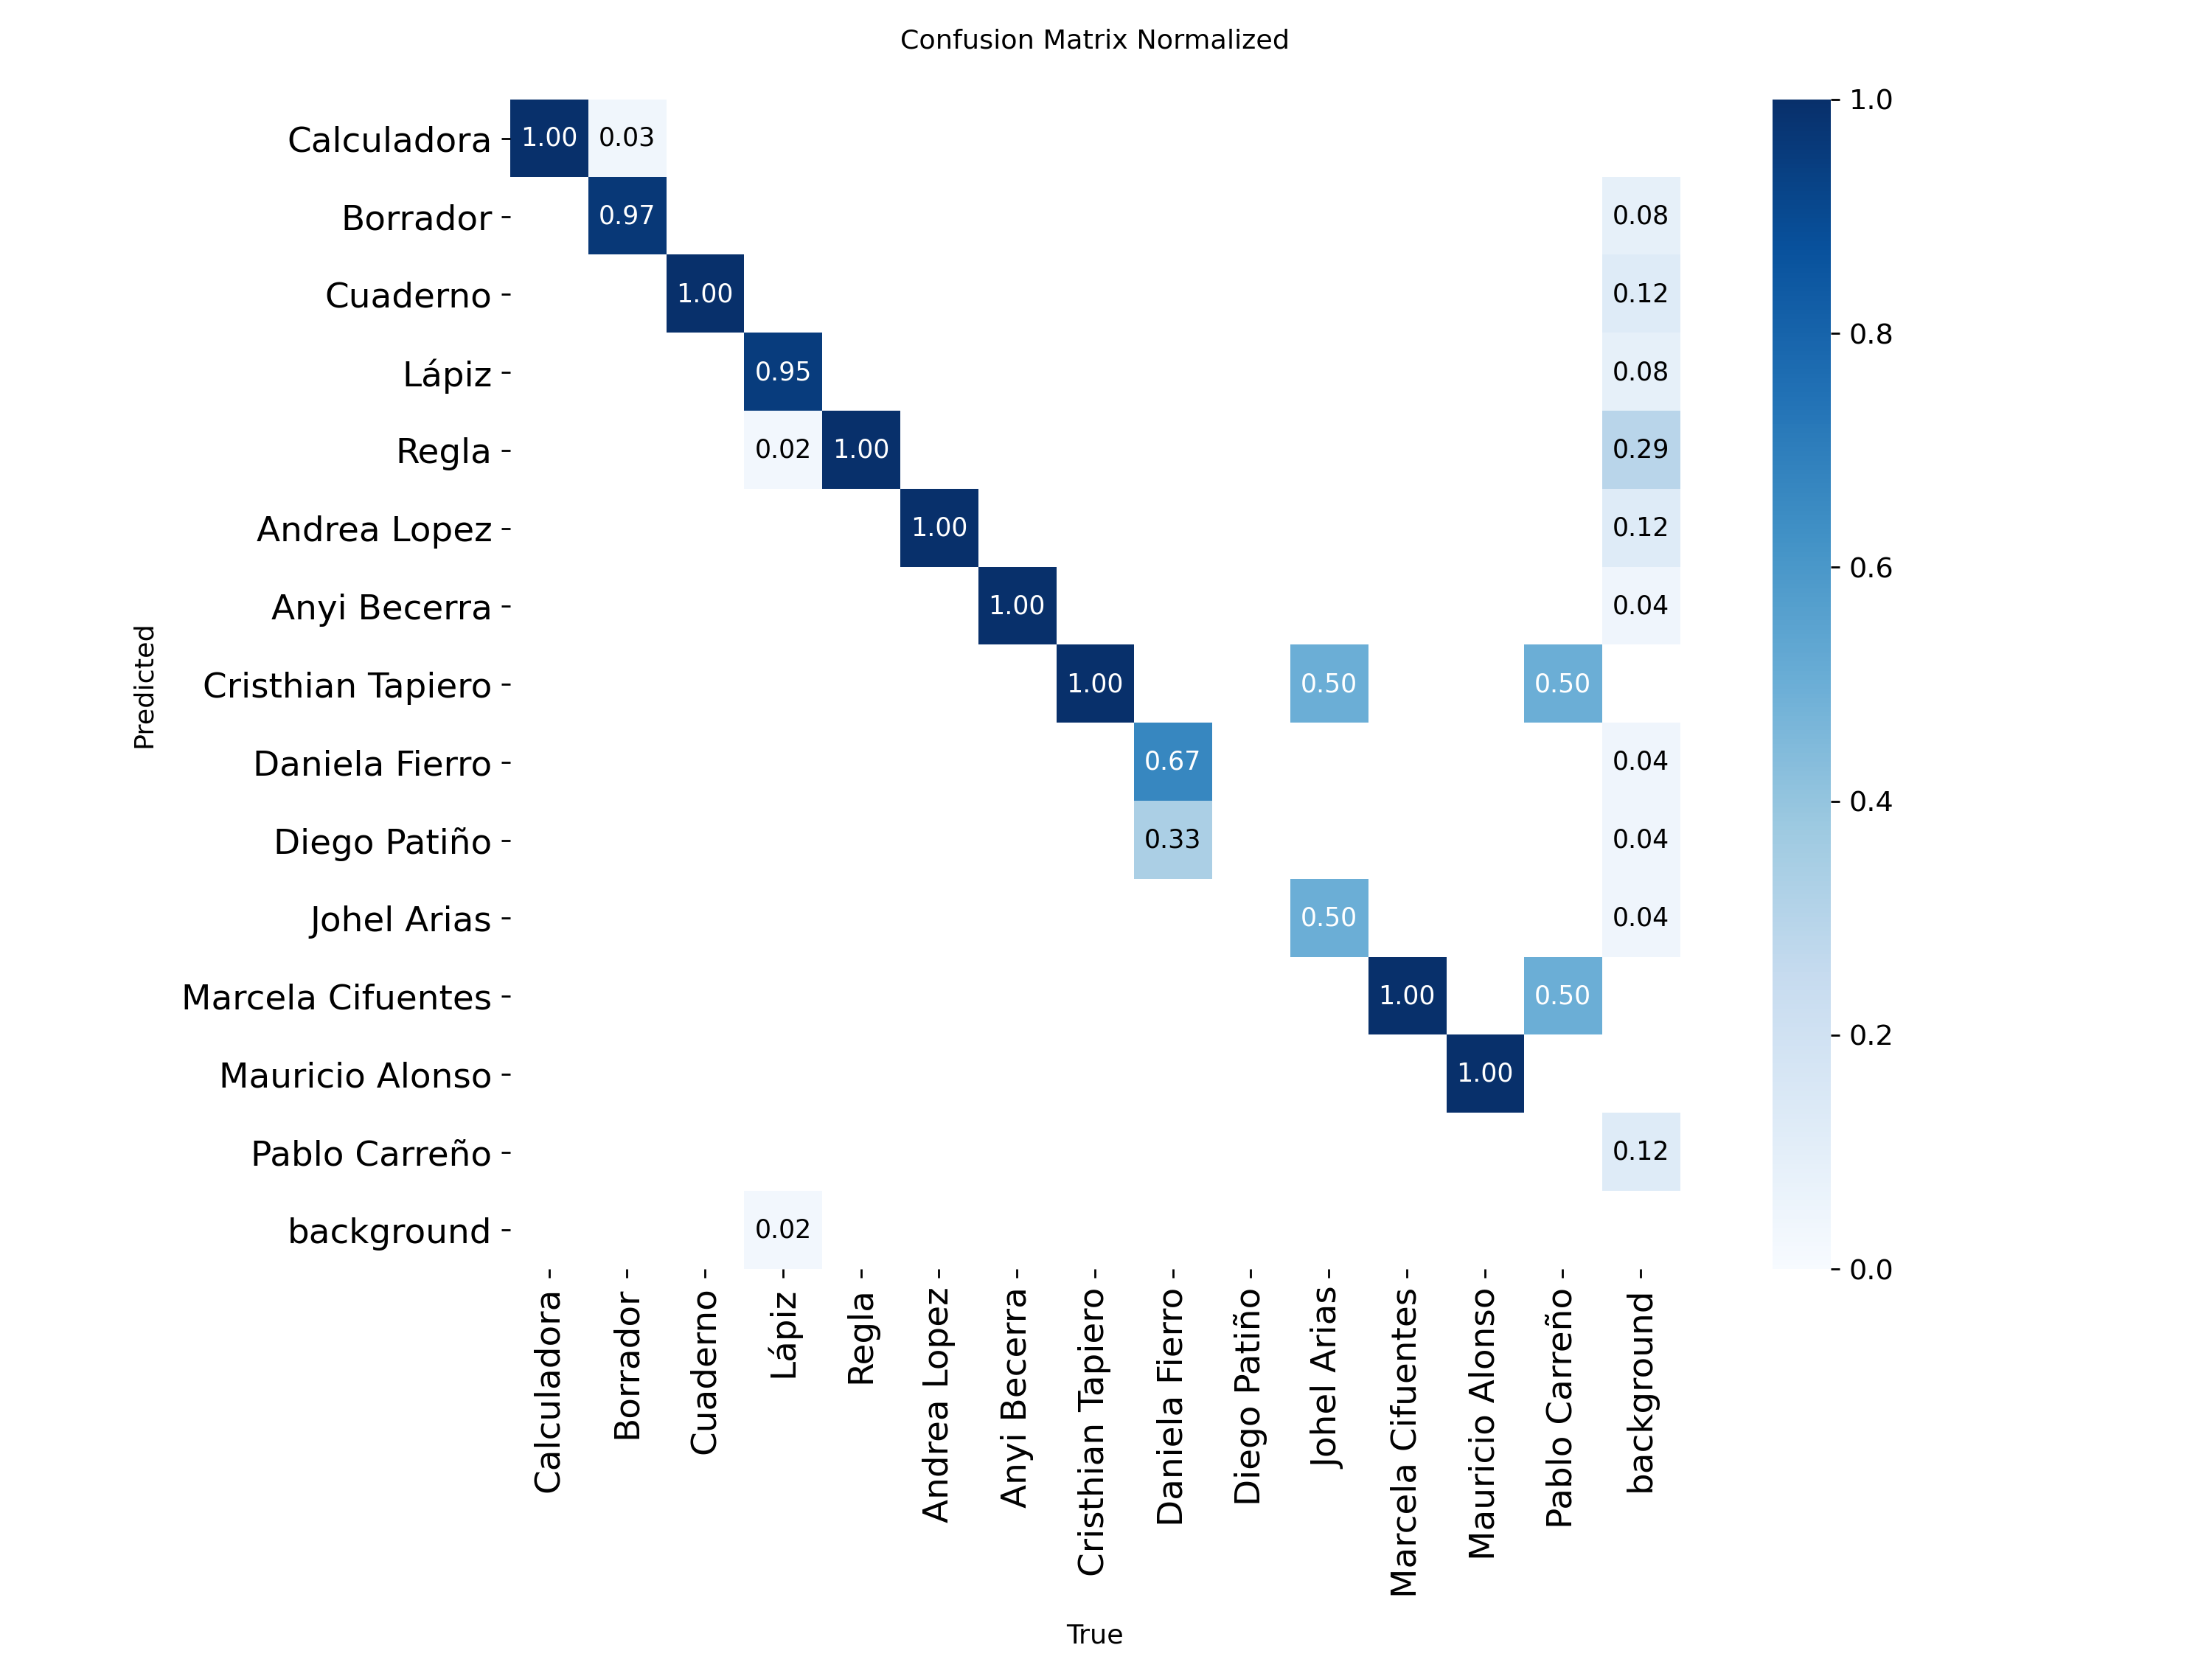 Confusion Matrix Normalized
Calculadora 1.00 0.03
Borrador 0.97 0.08
Cuaderno 1.00 0.12
Lápiz 0.95 0.08
Regla 0.02 1.00 0.29
Andrea Lopez 1.00 0.12
Anyi Becerra 1.00 0.04
Cristhian Tapiero 1.00 0.50 0.50
Daniela Fierro 0.67 0.04
Diego Patiño 0.33 0.04
Johel Arias 0.50 0.04
Marcela Cifuentes 1.00 0.50
Mauricio Alonso 1.00
Pablo Carreño 0.12
background 0.02
Predicted
Calculadora
Borrador
Cuaderno
Lápiz
Regla
Andrea Lopez
Anyi Becerra
Cristhian Tapiero
Daniela Fierro
Diego Patiño
Johel Arias
Marcela Cifuentes
Mauricio Alonso
Pablo Carreño
background
True
1.0
0.8
0.6
0.4
0.2
0.0